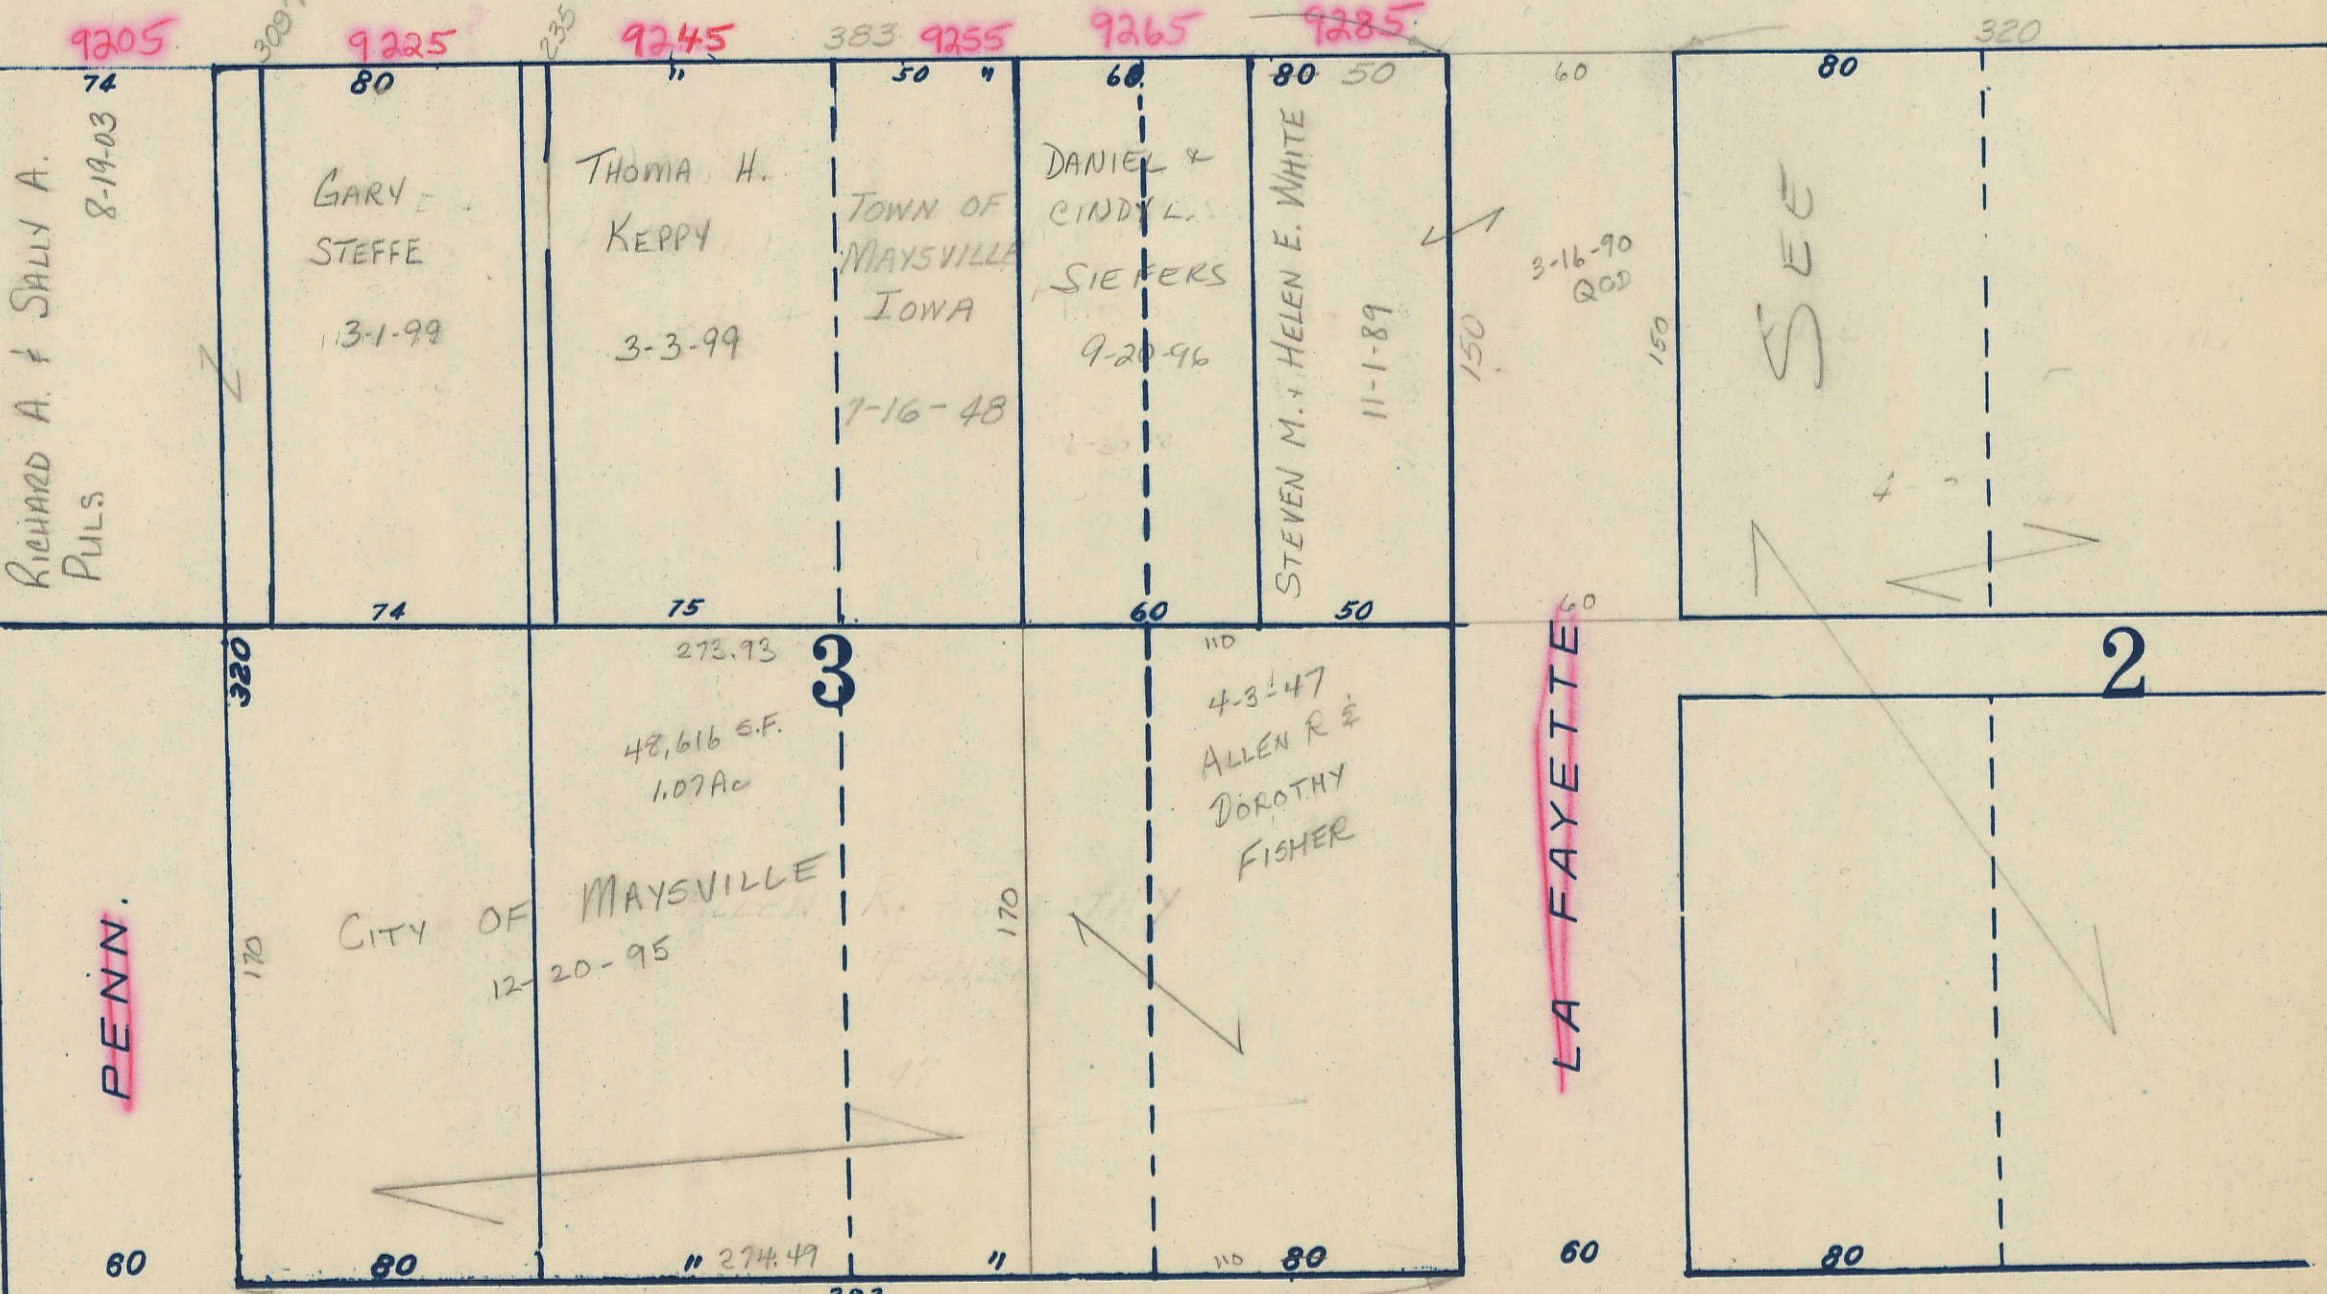 9205
9225
235
9245
383
9255
9265
9285
320
74
80
"
50
"
60
80
50
60
80
RICHARD A. & SALLY A.
PULS
8-19-03
GARY
STEFFE
3-1-99
THOMA H.
KEPPY
3-3-99
TOWN OF
MAYSVILLE
IOWA
7-16-48
DANIEL &
CINDY L.
SIEFERS
9-20-96
STEVEN M. & HELEN E. WHITE
11-1-89
150
3-16-90
QCD
150
SEE
74
75
60
50
60
320
273.93
3
110
2
48,616 S.F.
1.07 Ac
4-3-47
ALLEN R &
DOROTHY
FISHER
CITY OF MAYSVILLE
12-20-95
170
170
PENN.
LA FAYETTE
60
80
"
274.49
"
110
80
60
80